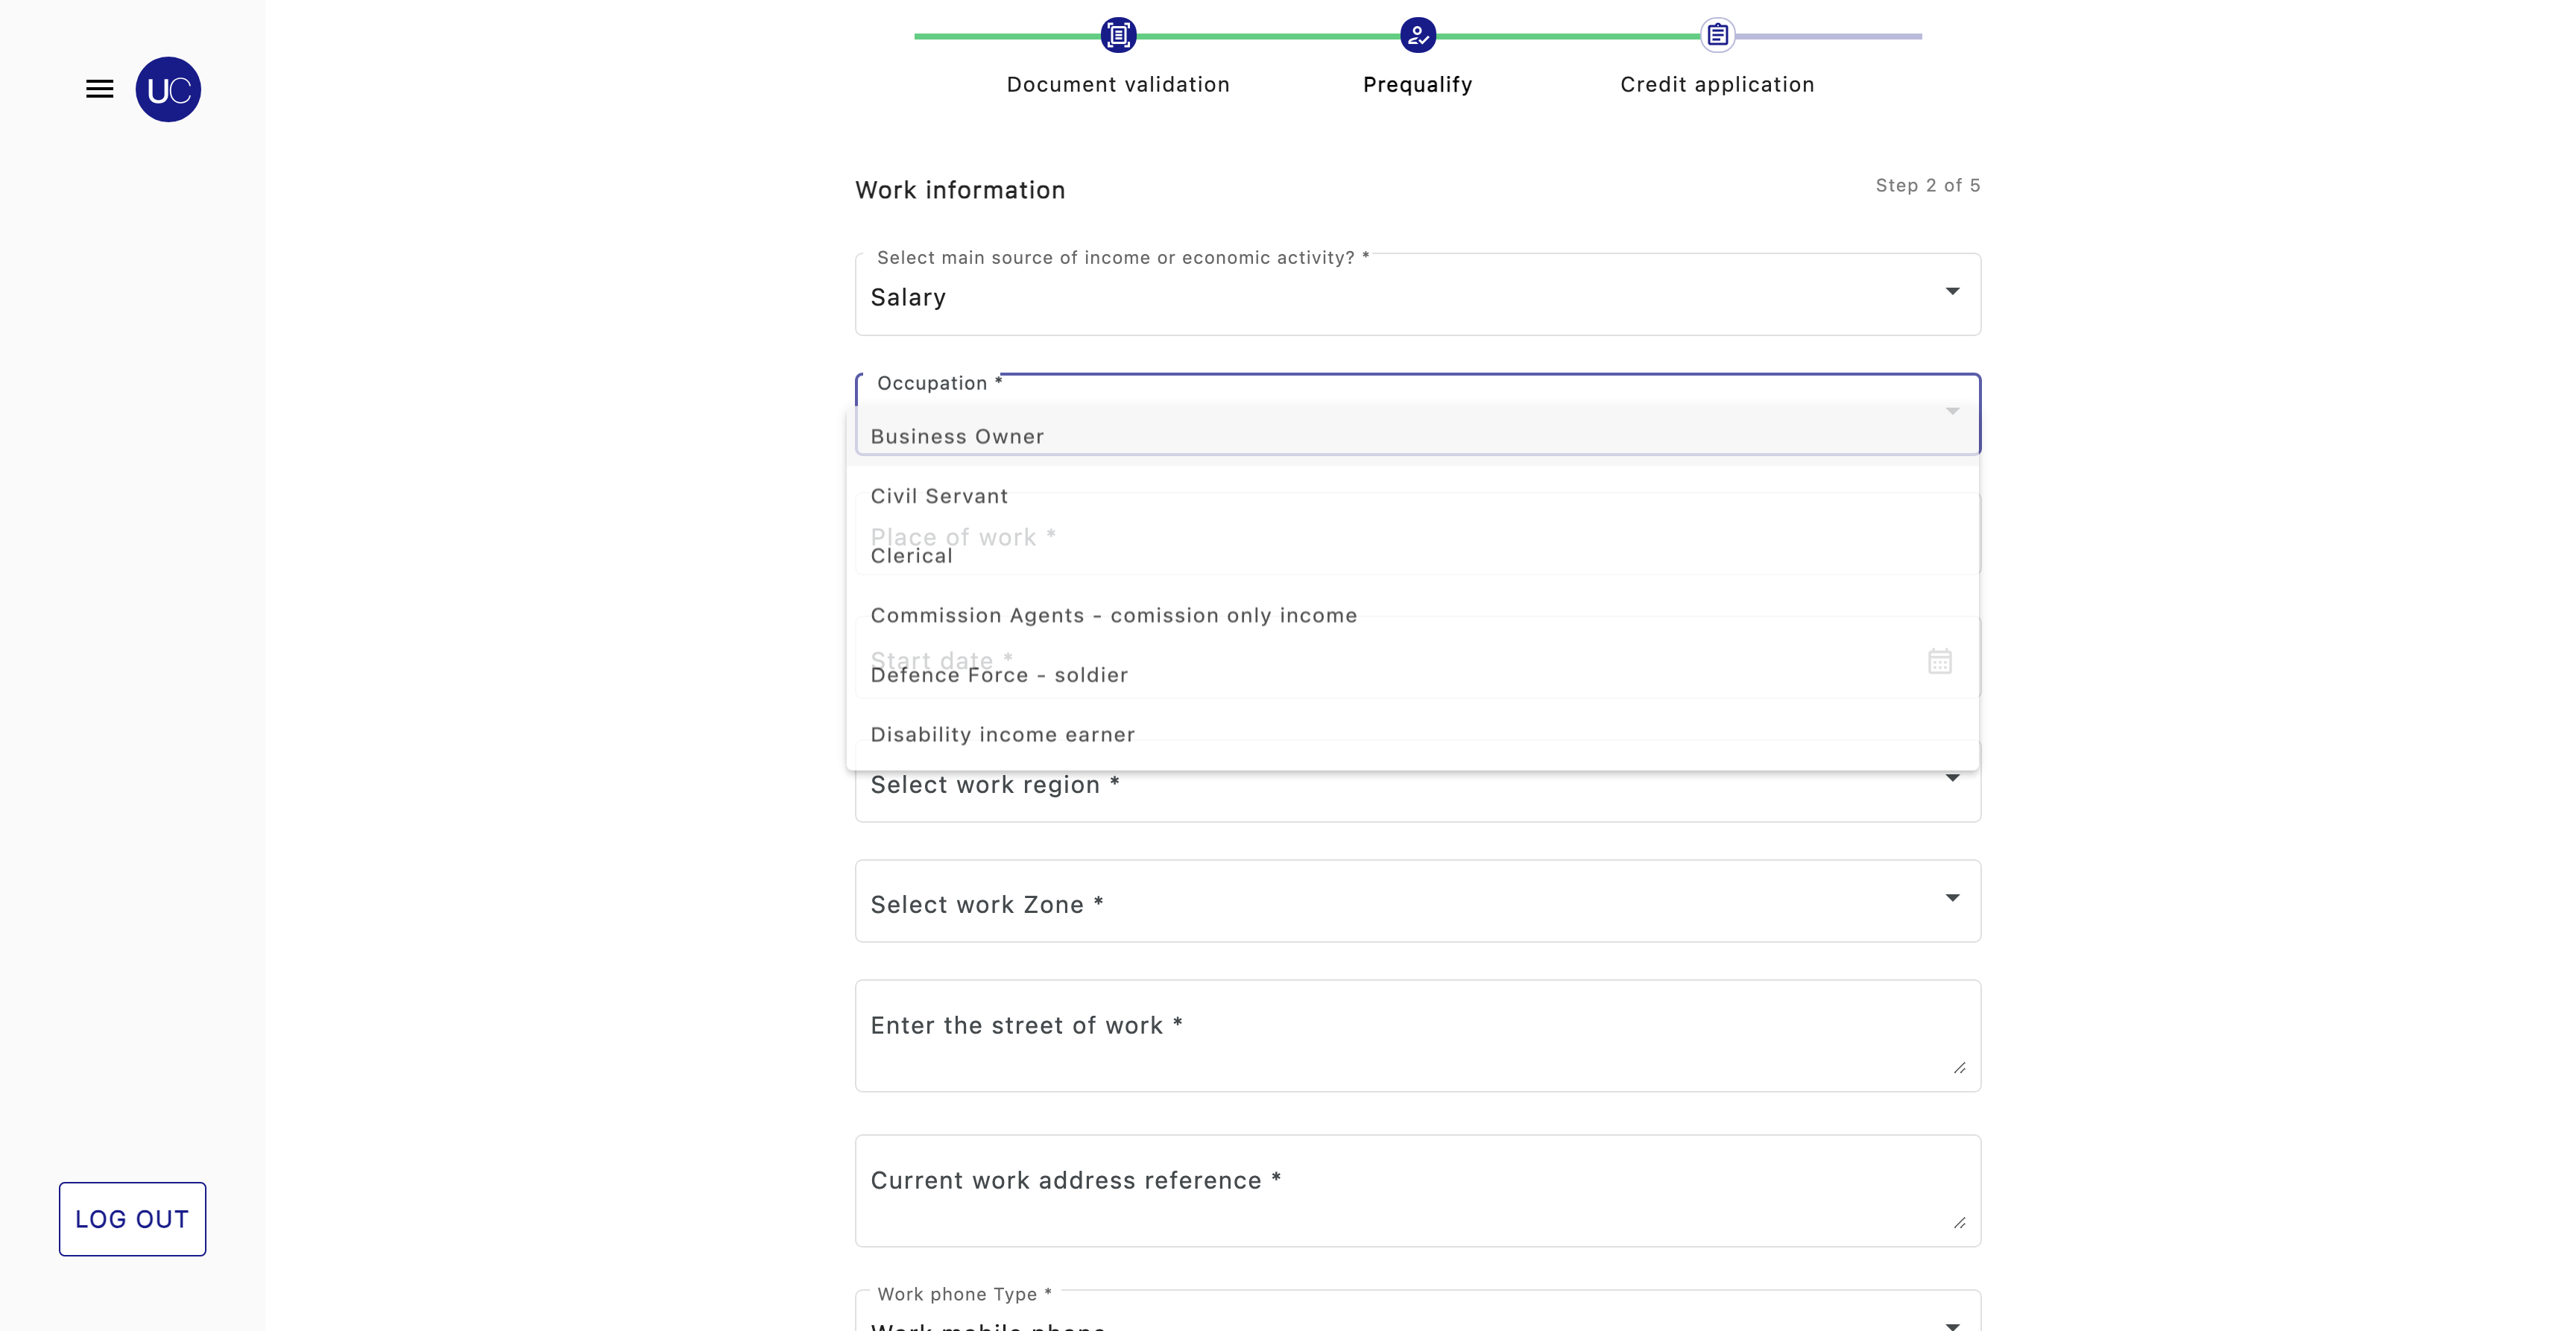 UC
Document validation
Prequalify
Credit application
Work information
Step 2 of 5
Select main source of income or economic activity? *
Salary
Occupation *
Business Owner
Civil Servant
Place of work *
Clerical
Commission Agents - comission only income
Start date *
Defence Force - soldier
Disability income earner
Select work region *
Select work Zone *
Enter the street of work *
Current work address reference *
LOG OUT
Work phone Type *
Work mobile phone